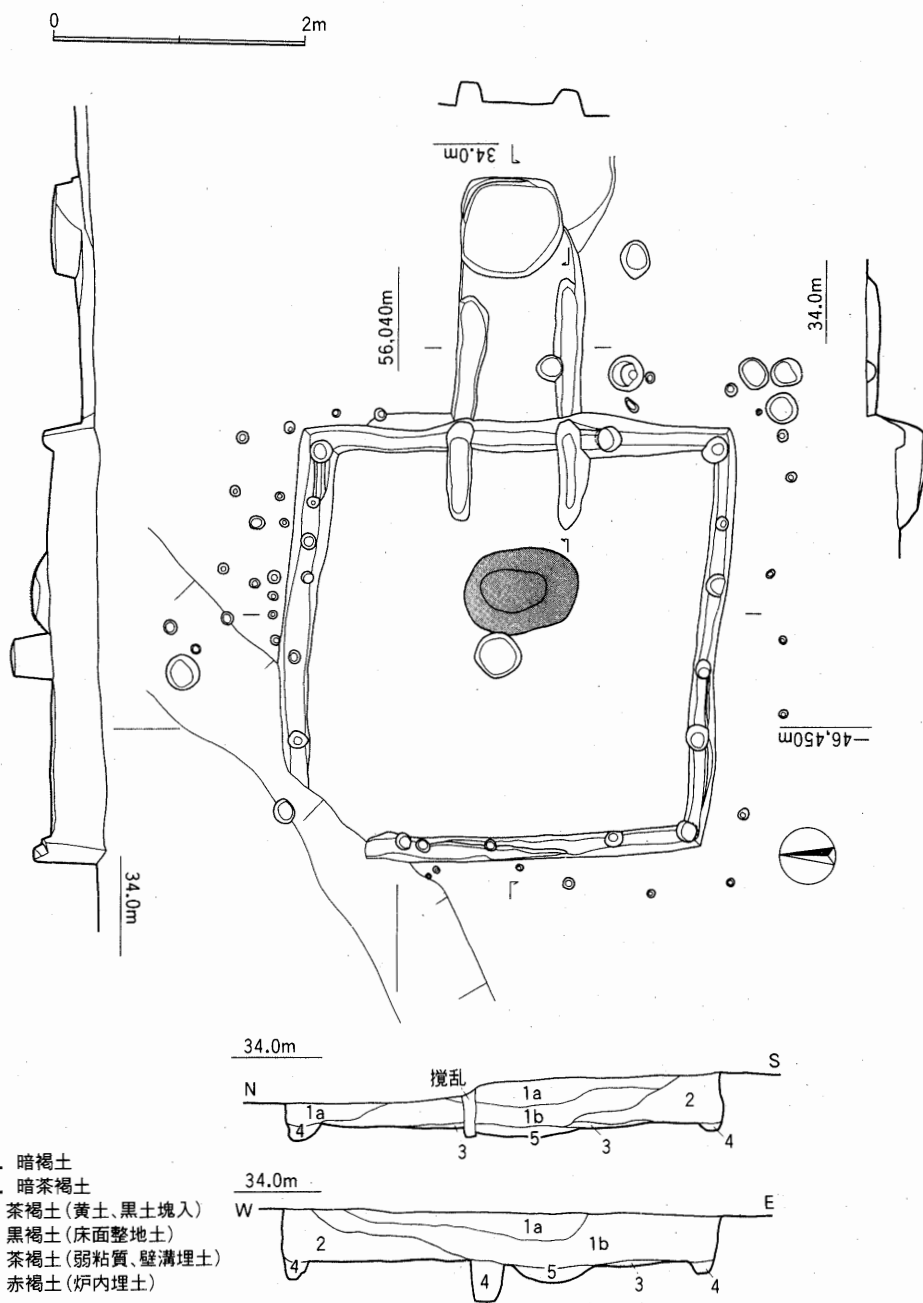 0 2m
34.0m
56,040m
34.0m
-46,450m
34.0m
34.0m
N 撹乱 S
1a 1a 2
4 1b 4
3 5 3
. 暗褐土
. 暗茶褐土
茶褐土(黄土、黒土塊入)
黒褐土(床面整地土)
茶褐土(弱粘質、壁溝埋土)
赤褐土(炉内埋土)
34.0m
W E
1a
2 1b
4 4 5 3 4